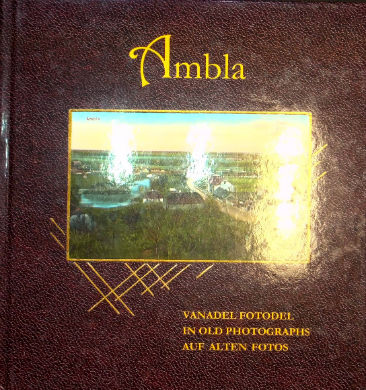 Ambla
VANADEL FOTODEL
IN OLD PHOTOGRAPHS
AUF ALTEN FOTOS